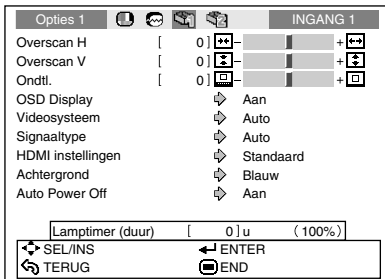 Opties 1 INGANG 1
Overscan H [ 0 ] - +
Overscan V [ 0 ] - +
Ondtl. [ 0 ] - +
OSD Display Aan
Videosysteem Auto
Signaaltype Auto
HDMI instellingen Standaard
Achtergrond Blauw
Auto Power Off Aan
Lamptimer (duur) [ 0 ] u (100%)
SEL/INS ENTER
TERUG END